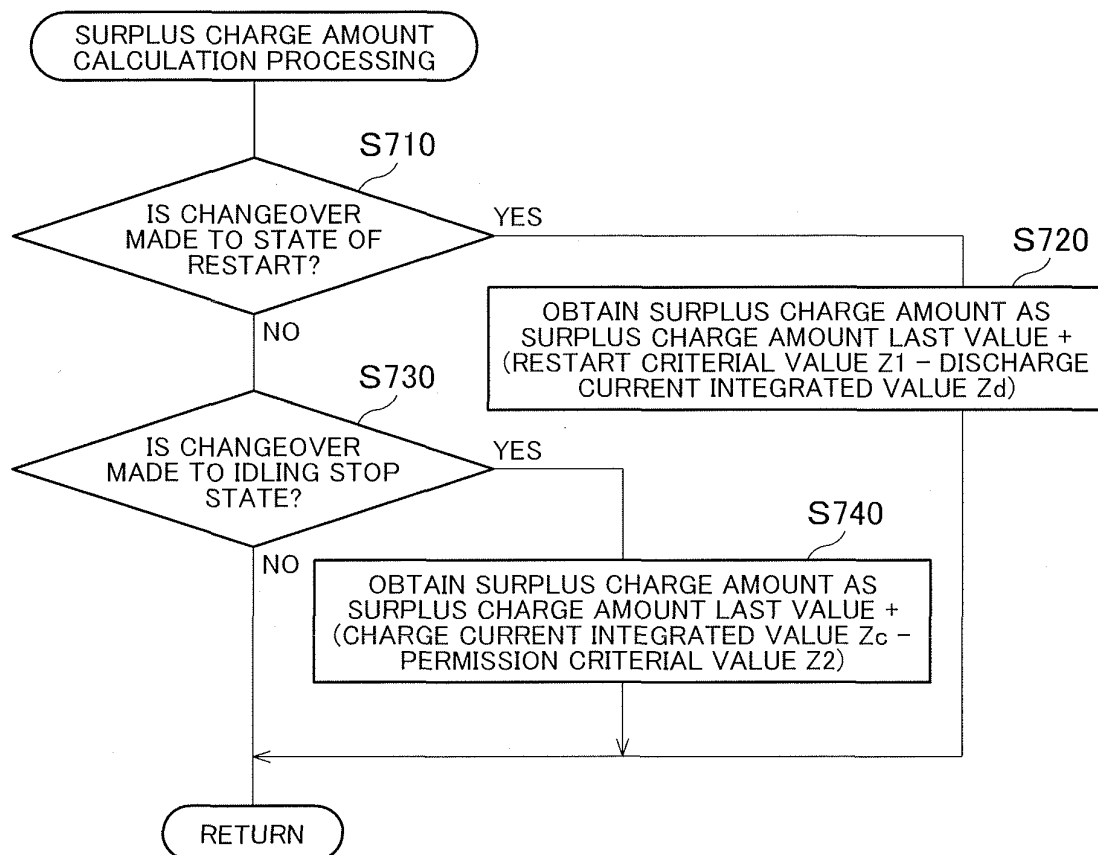 SURPLUS CHARGE AMOUNT
CALCULATION PROCESSING
S710
IS CHANGEOVER
MADE TO STATE OF
RESTART?
YES
NO
S720
OBTAIN SURPLUS CHARGE AMOUNT AS
SURPLUS CHARGE AMOUNT LAST VALUE +
(RESTART CRITERIAL VALUE Z1 – DISCHARGE
CURRENT INTEGRATED VALUE Zd)
S730
IS CHANGEOVER
MADE TO IDLING STOP
STATE?
YES
NO
S740
OBTAIN SURPLUS CHARGE AMOUNT AS
SURPLUS CHARGE AMOUNT LAST VALUE +
(CHARGE CURRENT INTEGRATED VALUE Zc –
PERMISSION CRITERIAL VALUE Z2)
RETURN